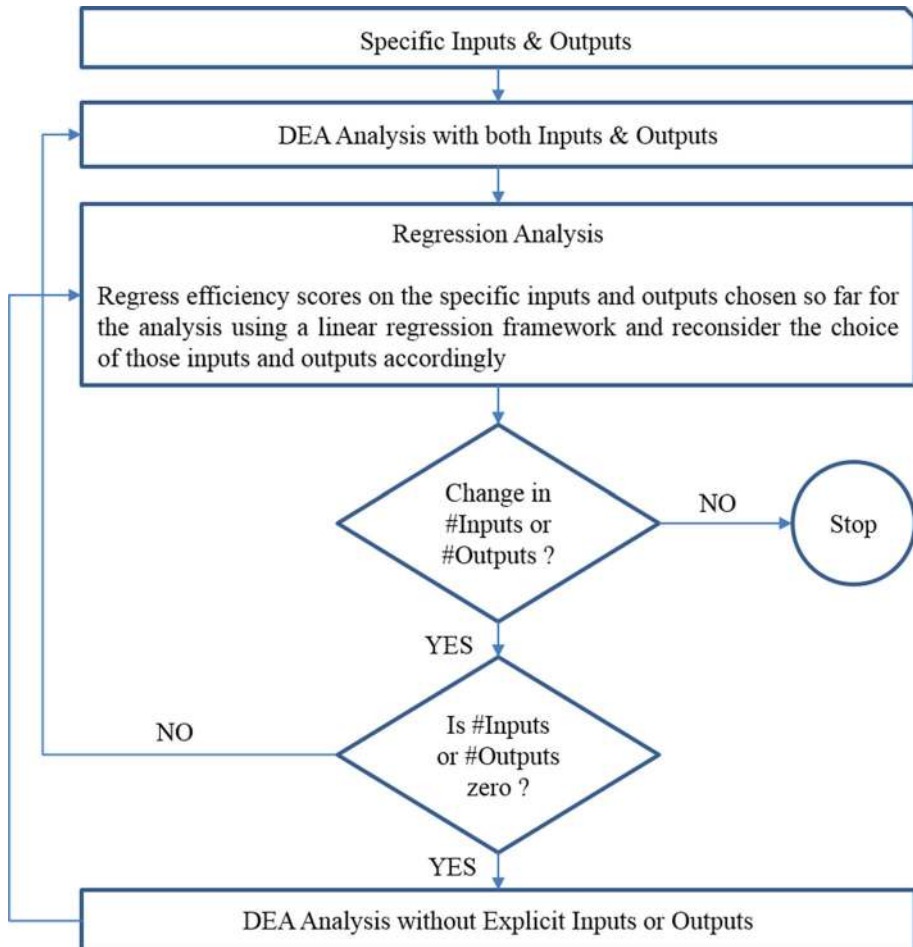 Specific Inputs & Outputs
DEA Analysis with both Inputs & Outputs
Regression Analysis
Regress efficiency scores on the specific inputs and outputs chosen so far for
the analysis using a linear regression framework and reconsider the choice
of those inputs and outputs accordingly
Change in
#Inputs or
#Outputs ?
NO
Stop
YES
Is #Inputs
or #Outputs
zero ?
NO
YES
DEA Analysis without Explicit Inputs or Outputs